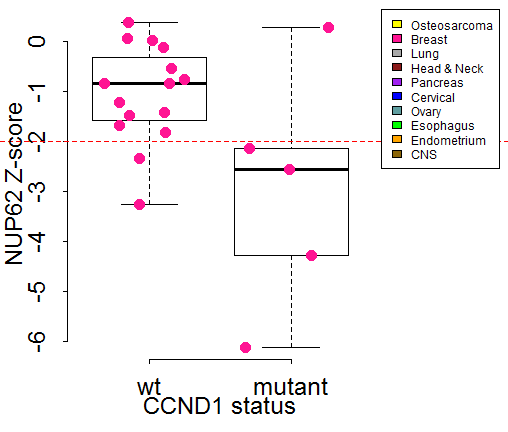 NUP62 Z-score
0
-1
-2
-3
-4
-5
-6
wt
mutant
CCND1 status
Osteosarcoma
Breast
Lung
Head & Neck
Pancreas
Cervical
Ovary
Esophagus
Endometrium
CNS